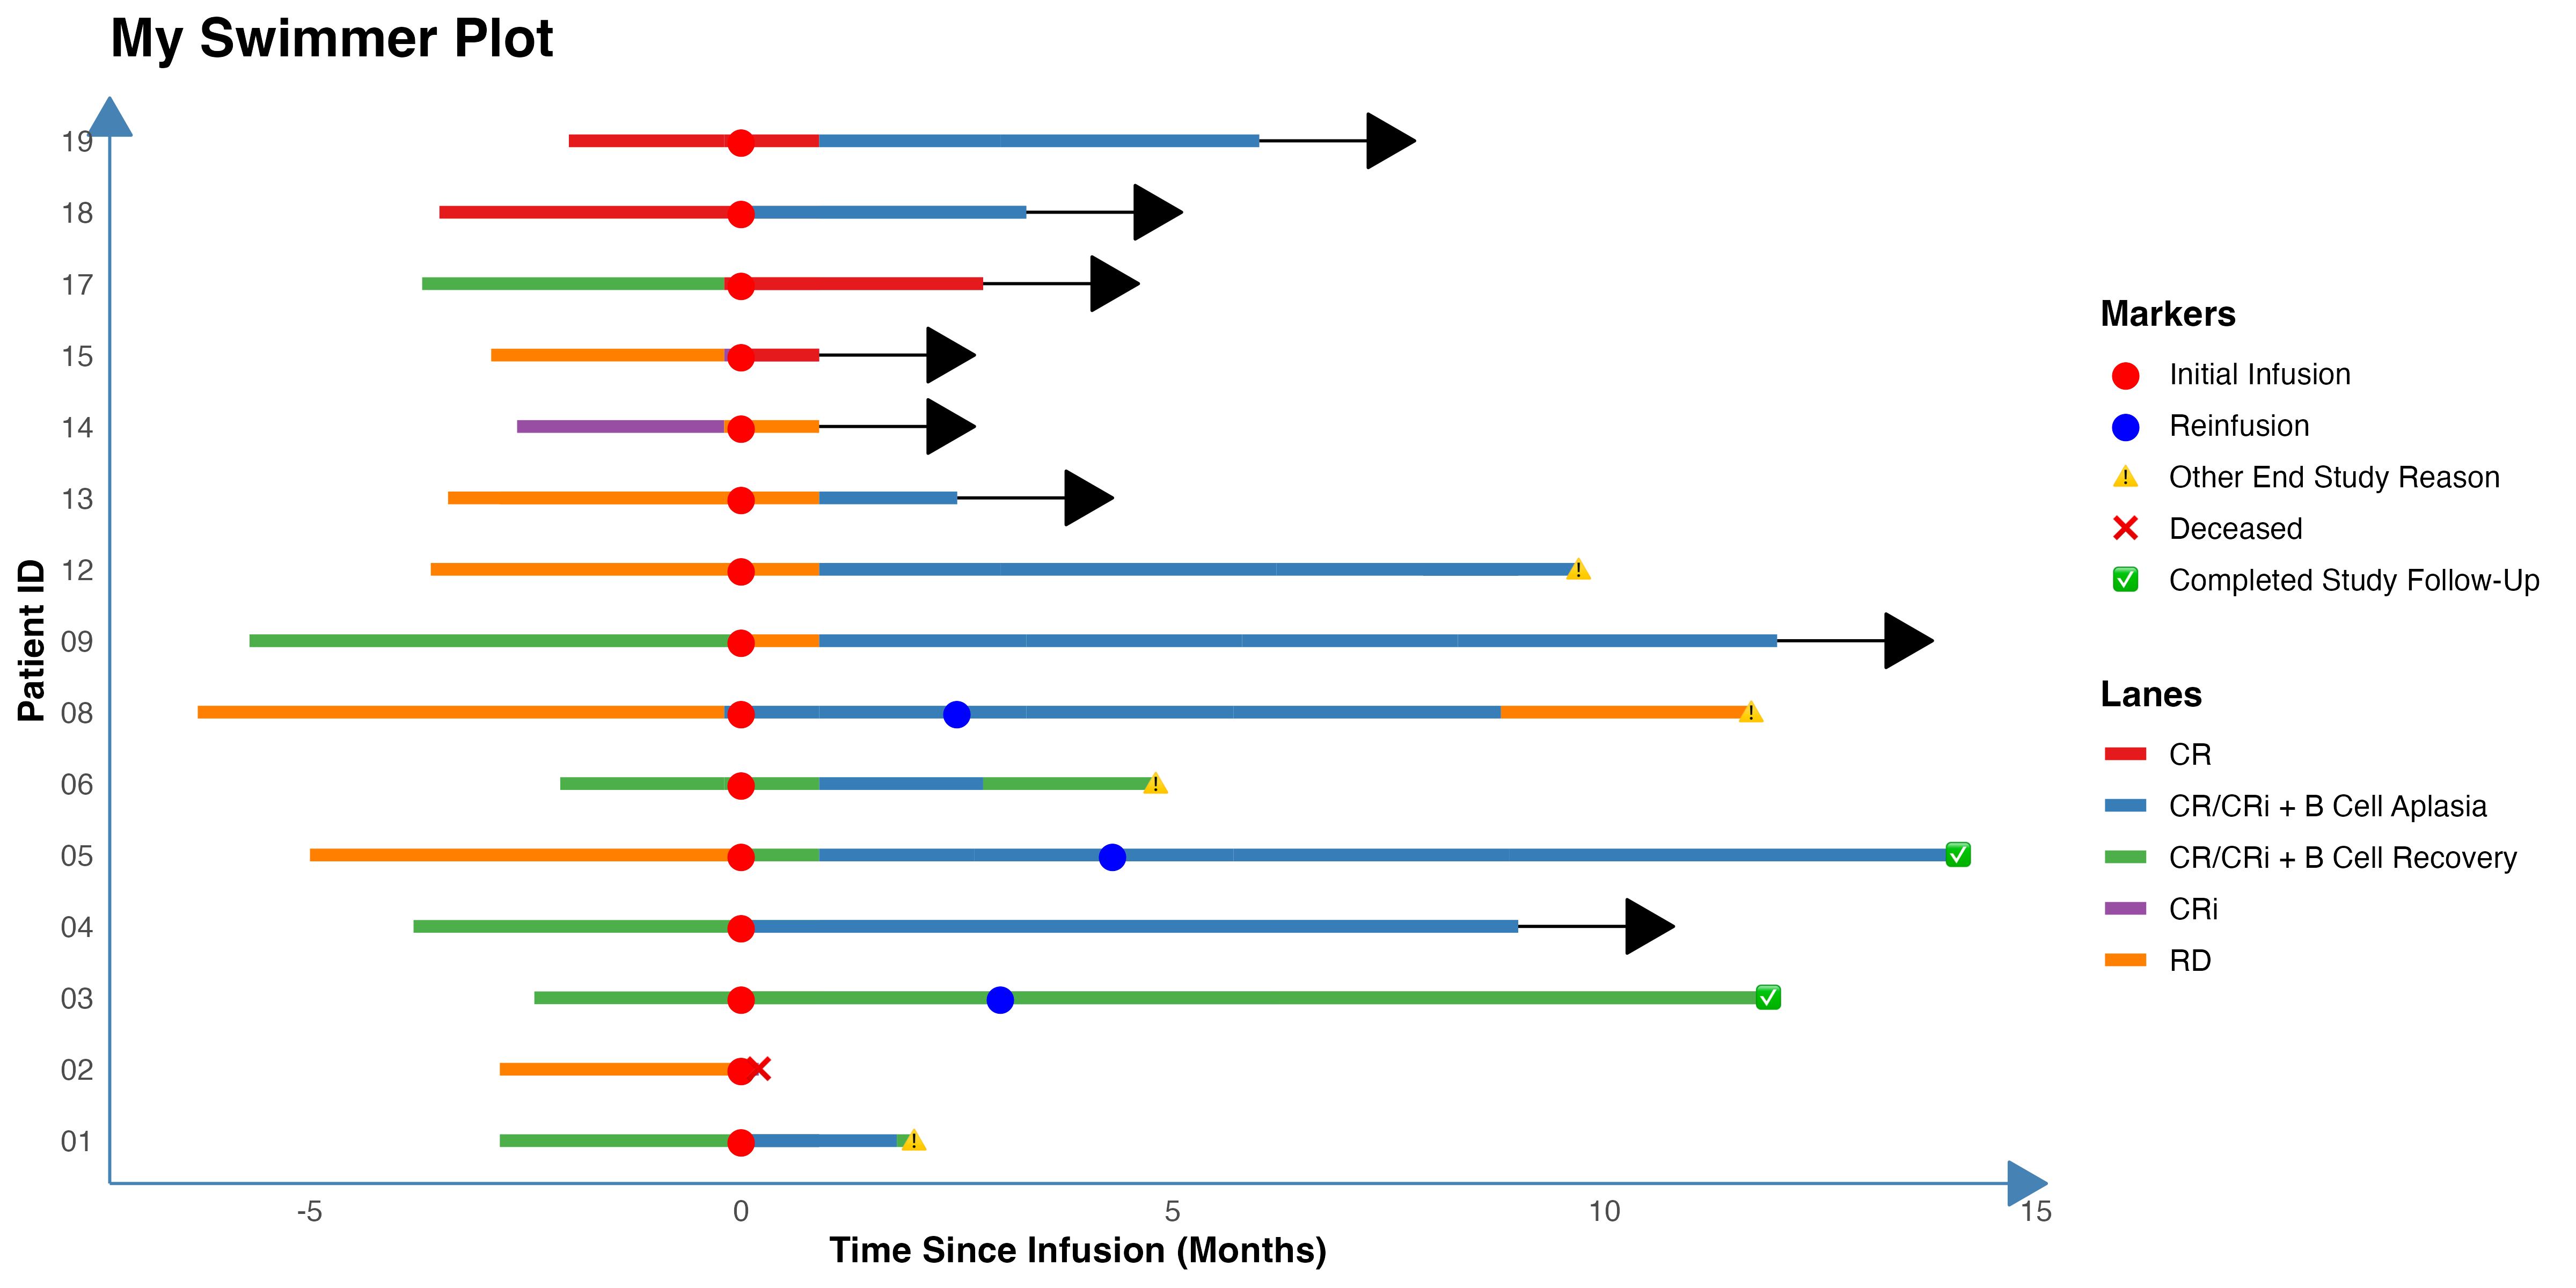 My Swimmer Plot
Patient ID
19
18
17
15
14
13
12
09
08
06
05
04
03
02
01
-5 0 5 10 15
Time Since Infusion (Months)
Markers
Initial Infusion
Reinfusion
Other End Study Reason
Deceased
Completed Study Follow-Up
Lanes
CR
CR/CRi + B Cell Aplasia
CR/CRi + B Cell Recovery
CRi
RD